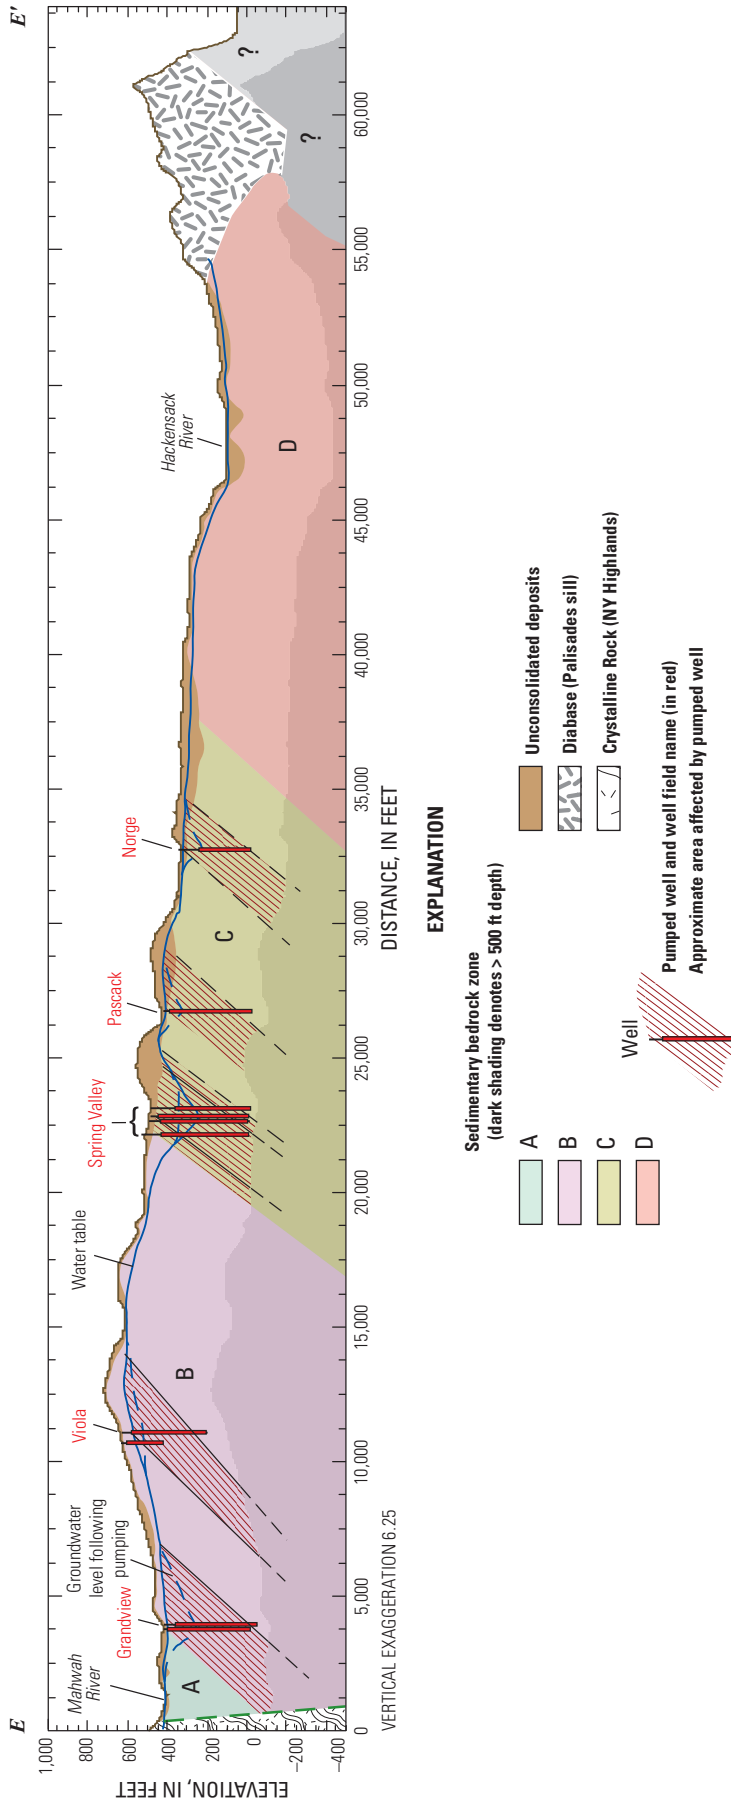 E
E'
Mahwah
River
Grandview
Groundwater
level following
pumping
Viola
Water table
Spring Valley
{
Pascack
Norge
Hackensack
River
A
B
C
D
?
?
1,000
800
600
400
200
0
−200
−400
ELEVATION, IN FEET
0
5,000
10,000
15,000
20,000
25,000
30,000
35,000
40,000
45,000
50,000
55,000
60,000
VERTICAL EXAGGERATION 6.25
DISTANCE, IN FEET
EXPLANATION
Sedimentary bedrock zone
(dark shading denotes > 500 ft depth)
A
B
C
D
Unconsolidated deposits
Diabase (Palisades sill)
Crystalline Rock (NY Highlands)
Well
Pumped well and well field name (in red)
Approximate area affected by pumped well